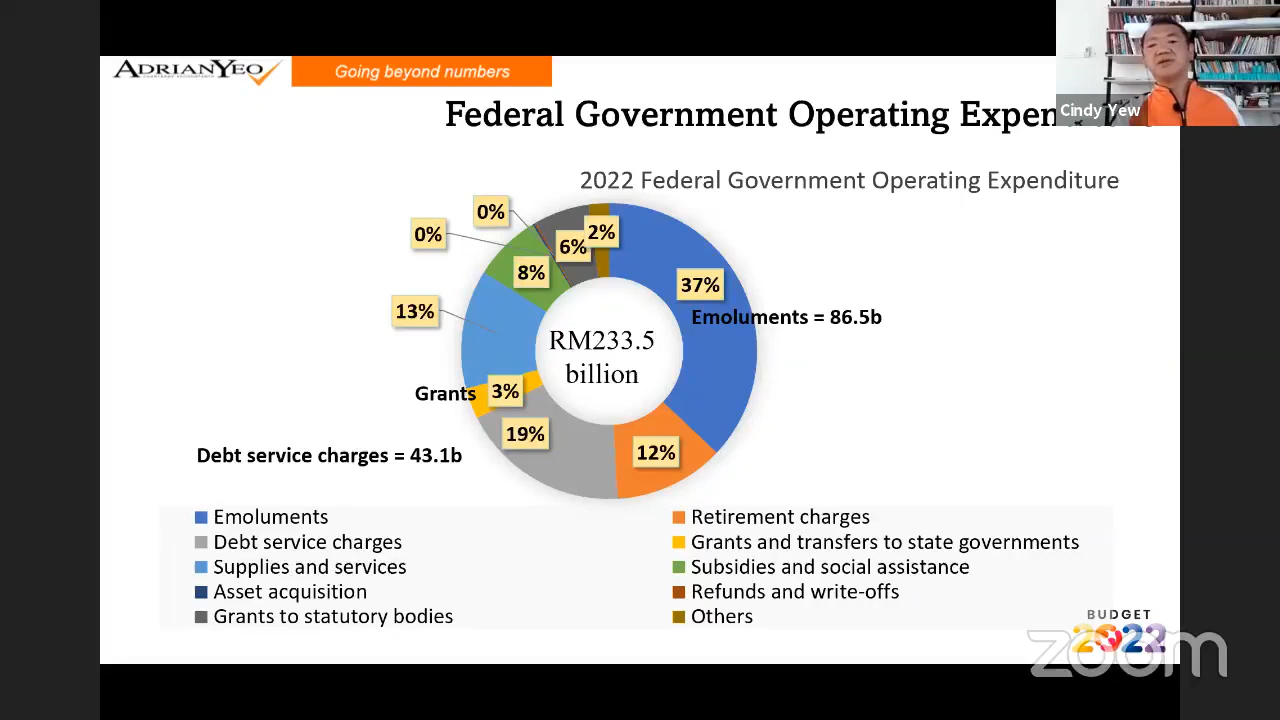 ADRIANYEO
Going beyond numbers
Cindy Yew
Federal Government Operating
2022 Federal Government Operating Expenditure
0%
0%
6%
2%
8%
37%
13%
Emoluments = 86.5b
RM233.5
billion
Grants
3%
19%
12%
Debt service charges = 43.1b
Emoluments
Retirement charges
Debt service charges
Grants and transfers to state governments
Supplies and services
Subsidies and social assistance
Asset acquisition
Refunds and write-offs
Grants to statutory bodies
Others
BUDGET
2022
zoom